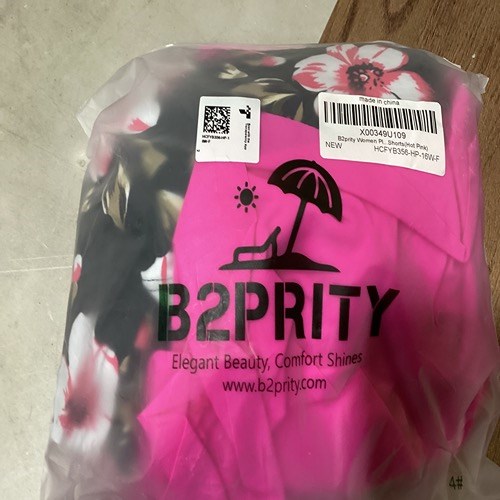 made in china
X00349U109
B2prity Women Pl... Shorts(Hot Pink)
NEW
HCFYB356-HP-16W-F
B2PRITY
Elegant Beauty, Comfort Shines
www.b2prity.com
4#